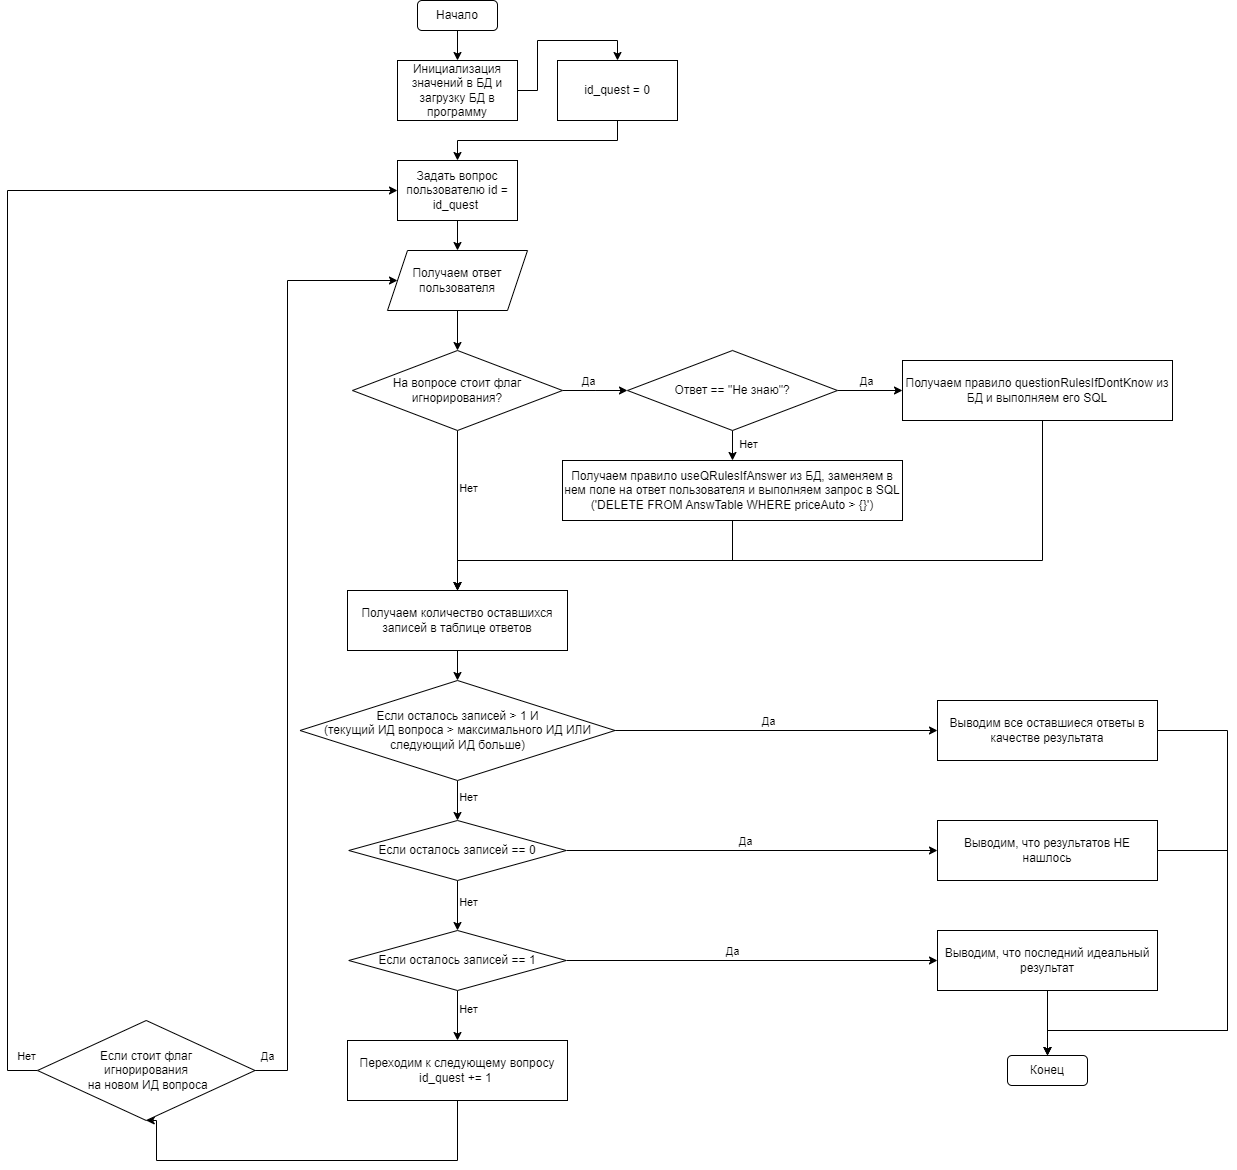 Начало
Инициализация
значений в БД и
загрузку БД в
программу
id_quest = 0
Задать вопрос
пользователю id =
id_quest
Получаем ответ
пользователя
На вопросе стоит флаг
игнорирования?
Да
Ответ == "Не знаю"?
Да
Получаем правило questionRulesIfDontKnow из
БД и выполняем его SQL
Нет
Нет
Получаем правило useQRulesIfAnswer из БД, заменяем в
нем поле на ответ пользователя и выполняем запрос в SQL
('DELETE FROM AnswTable WHERE priceAuto > {}')
Получаем количество оставшихся
записей в таблице ответов
Если осталось записей > 1 И
(текущий ИД вопроса > максимального ИД ИЛИ
следующий ИД больше)
Да
Выводим все оставшиеся ответы в
качестве результата
Нет
Если осталось записей == 0
Да
Выводим, что результатов НЕ
нашлось
Нет
Если осталось записей == 1
Да
Выводим, что последний идеальный
результат
Нет
Переходим к следующему вопросу
id_quest += 1
Нет
Если стоит флаг
игнорирования
на новом ИД вопроса
Да
Конец